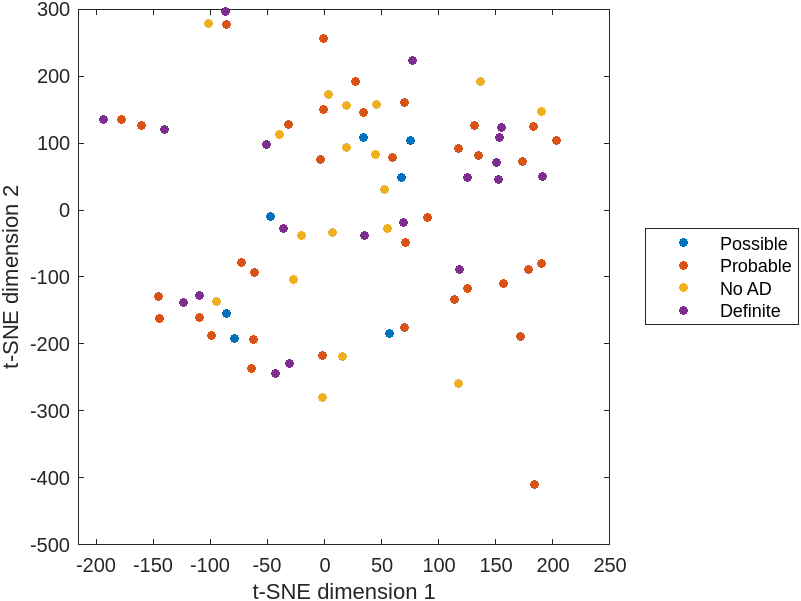 300
200
100
0
-100
-200
-300
-400
-500
t-SNE dimension 2
-200 -150 -100 -50 0 50 100 150 200 250
t-SNE dimension 1
Possible
Probable
No AD
Definite